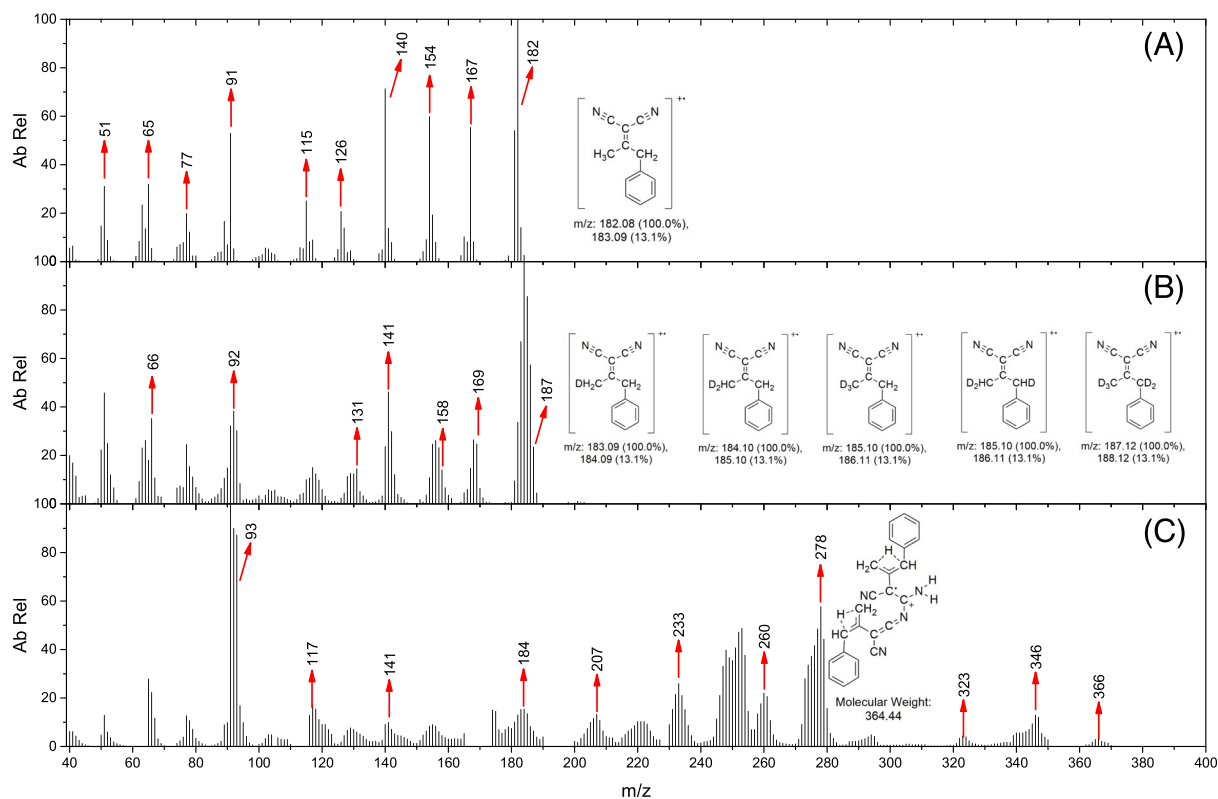 100
80
60
40
20
0
Ab Rel
51
65
77
91
115
126
140
154
167
182
(A)
N≡C C≡N
C
C
H₃C CH₂
+•
m/z: 182.08 (100.0%),
183.09 (13.1%)
100
80
60
40
20
0
Ab Rel
66
92
131
141
158
169
187
(B)
N≡C C≡N
C
C
DH₂C CH₂
+•
m/z: 183.09 (100.0%),
184.09 (13.1%)
N≡C C≡N
C
C
D₂HC CH₂
+•
m/z: 184.10 (100.0%),
185.10 (13.1%)
N≡C C≡N
C
C
D₃C CH₂
+•
m/z: 185.10 (100.0%),
186.11 (13.1%)
N≡C C≡N
C
C
D₂HC CHD
+•
m/z: 185.10 (100.0%),
186.11 (13.1%)
N≡C C≡N
C
C
D₃C CD₂
+•
m/z: 187.12 (100.0%),
188.12 (13.1%)
100
80
60
40
20
0
Ab Rel
93
117
141
184
207
233
260
278
323
346
366
(C)
H
H₂C CH
NC C C N H
H
H CH₂ + N
HC C C
CN
Molecular Weight:
364.44
40 60 80 100 120 140 160 180 200 220 240 260 280 300 320 340 360 380 400
m/z